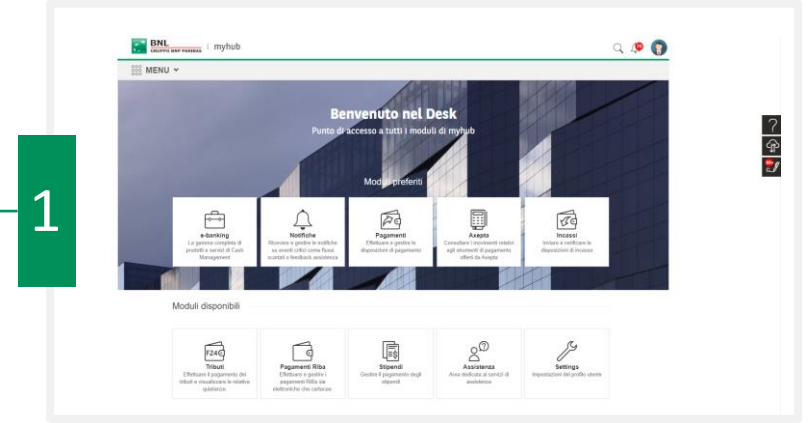 1
BNL
GRUPPO BNP PARIBAS
myhub
MENU
Benvenuto nel Desk
Punto di accesso a tutti i moduli di myhub
Moduli preferiti
e-banking
La gamma completa di
prodotti e servizi di Cash
Management
Notifiche
Ricevere e gestire le notifiche
su eventi critici come flussi
scartati o feedback assistenza
Pagamenti
Effettuare e gestire le
disposizioni di pagamento
Axepta
Consultare i movimenti relativi
agli strumenti di pagamento
offerti da Axepta
Incassi
Inviare e verificare le
disposizioni di incasso
Moduli disponibili
F24
Tributi
Effettuare il pagamento dei
tributi e visualizzare le relative
quietanze
Pagamenti Riba
Effettuare e gestire i
pagamenti RiBa sia
elettroniche che cartacee
Stipendi
Gestire il pagamento degli
stipendi
Assistenza
Area dedicata ai servizi di
assistenza
Settings
Impostazioni del profilo utente
?